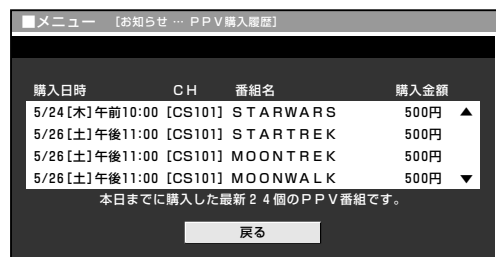 ■メニュー ［お知らせ … ＰＰＶ購入履歴］
購入日時 ＣＨ 番組名 購入金額
5/24［木］午前10:00 [CS101] ＳＴＡＲＷＡＲＳ 500円 ▲
5/26［土］午後11:00 [CS101] ＳＴＡＲＴＲＥＫ 500円
5/26［土］午後11:00 [CS101] ＭＯＯＮＴＲＥＫ 500円
5/26［土］午後11:00 [CS101] ＭＯＯＮＷＡＬＫ 500円 ▼
本日までに購入した最新２４個のＰＰＶ番組です。
戻る